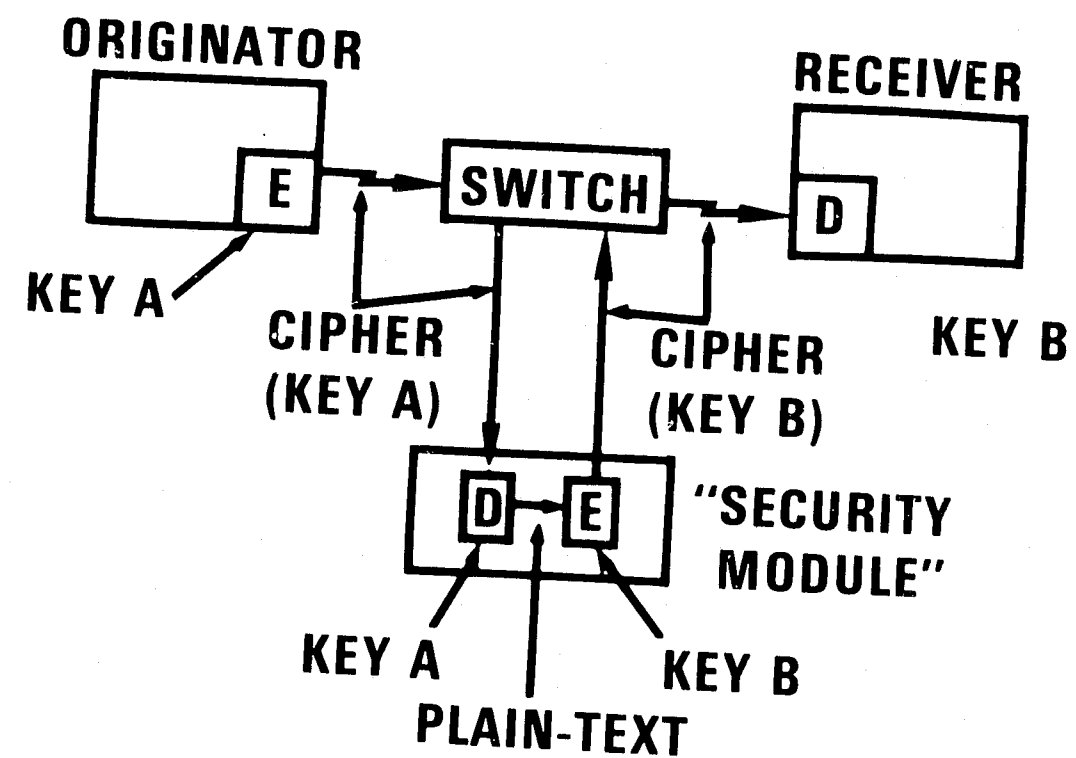 ORIGINATOR
RECEIVER
E
SWITCH
D
KEY A
CIPHER
(KEY A)
CIPHER
(KEY B)
KEY B
D
E
"SECURITY
MODULE"
KEY A
KEY B
PLAIN-TEXT